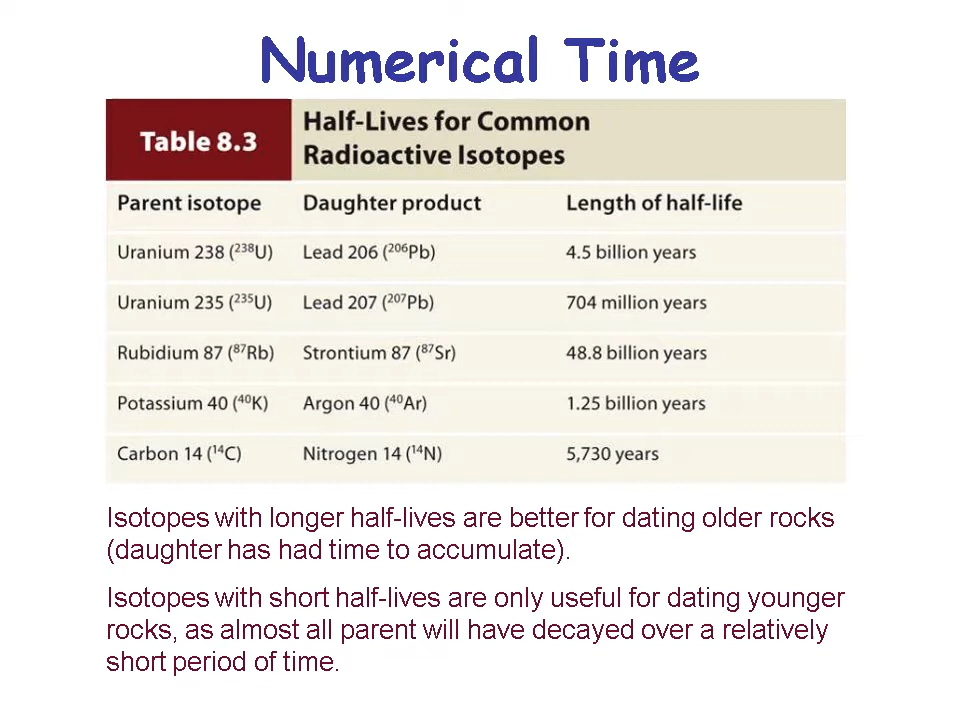 Numerical Time
Table 8.3
Half-Lives for Common
Radioactive Isotopes
Parent isotope Daughter product Length of half-life
Uranium 238 (²³⁸U) Lead 206 (²⁰⁶Pb) 4.5 billion years
Uranium 235 (²³⁵U) Lead 207 (²⁰⁷Pb) 704 million years
Rubidium 87 (⁸⁷Rb) Strontium 87 (⁸⁷Sr) 48.8 billion years
Potassium 40 (⁴⁰K) Argon 40 (⁴⁰Ar) 1.25 billion years
Carbon 14 (¹⁴C) Nitrogen 14 (¹⁴N) 5,730 years
Isotopes with longer half-lives are better for dating older rocks
(daughter has had time to accumulate).
Isotopes with short half-lives are only useful for dating younger
rocks, as almost all parent will have decayed over a relatively
short period of time.